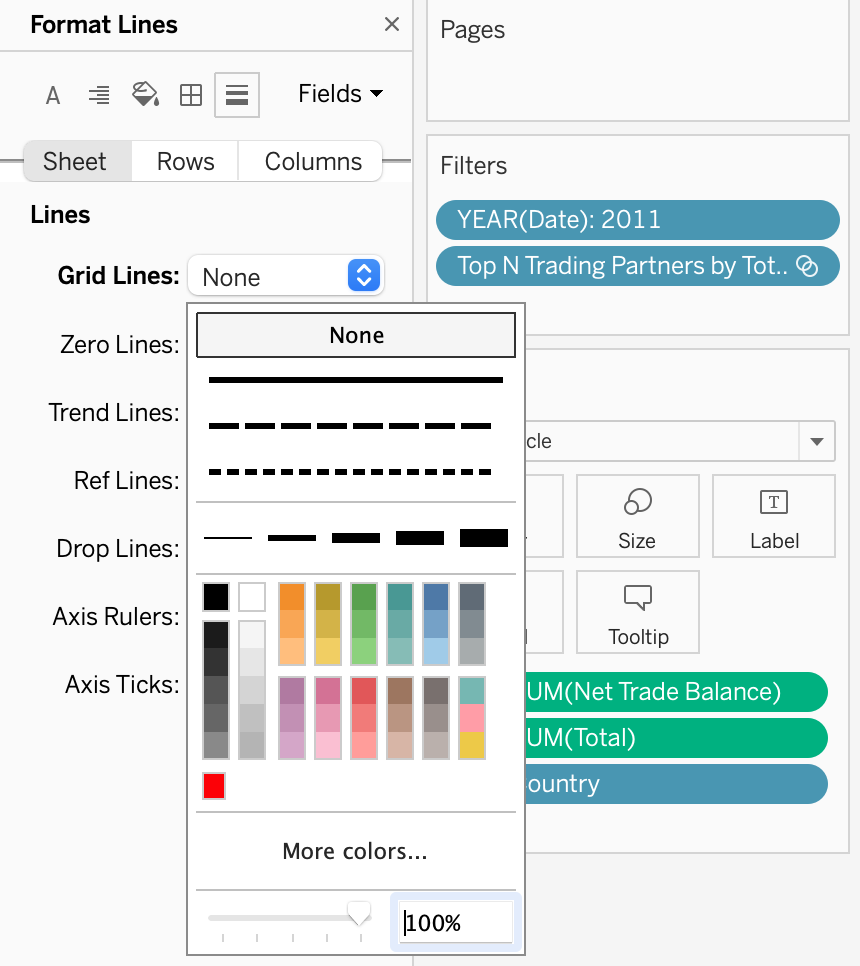 Format Lines
A
Fields
Sheet Rows Columns
Lines
Grid Lines: None
Zero Lines:
Trend Lines:
Ref Lines:
Drop Lines:
Axis Rulers:
Axis Ticks:
None
More colors...
100%
Pages
Filters
YEAR(Date): 2011
Top N Trading Partners by Tot..
cle
Size
T
Label
Tooltip
UM(Net Trade Balance)
UM(Total)
ountry